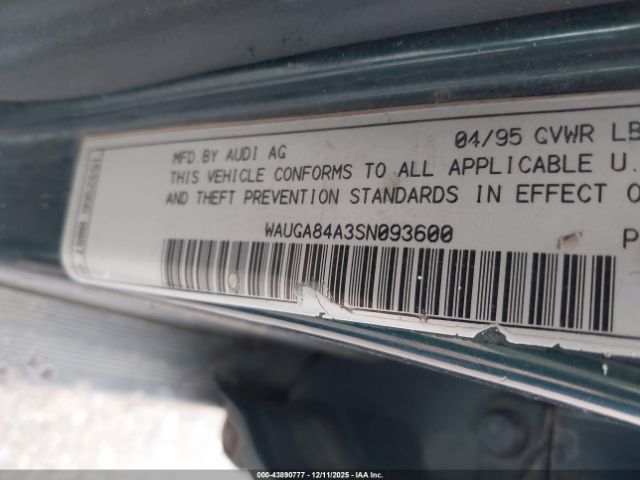 04/95 GVWR LB
MFD.BY AUDI AG
THIS VEHICLE CONFORMS TO ALL APPLICABLE U.
AND THEFT PREVENTION STANDARDS IN EFFECT O
WAUGA84A3SN093600
P
00-43890777 - 12/11/2025 - IAA Inc.